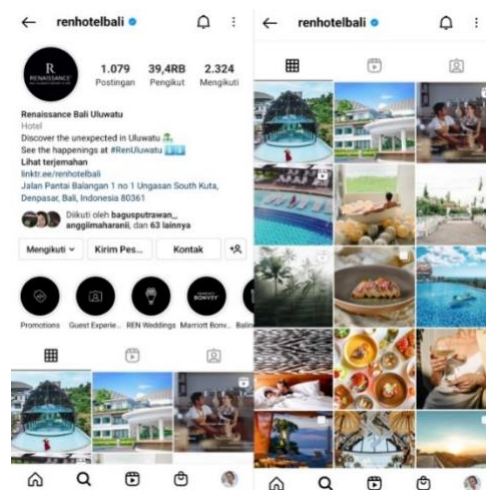 renhotelbali
R
RENAISSANCE
1.079 39,4RB 2.324
Postingan Pengikut Mengikuti
Renaissance Bali Uluwatu
Hotel
Discover the unexpected in Uluwatu
See the happenings at #RenUluwatu
Lihat terjemahan
linktr.ee/renhotelbali
Jalan Pantai Balangan 1 no 1 Ungasan South Kuta,
Denpasar, Bali, Indonesia 80361
Diikuti oleh bagusputrawan_,
anggiimaharanii, dan 63 lainnya
Mengikuti Kirim Pes... Kontak
BONVOY
Promotions Guest Experie... REN Weddings Marriott Bonv... Balin
renhotelbali